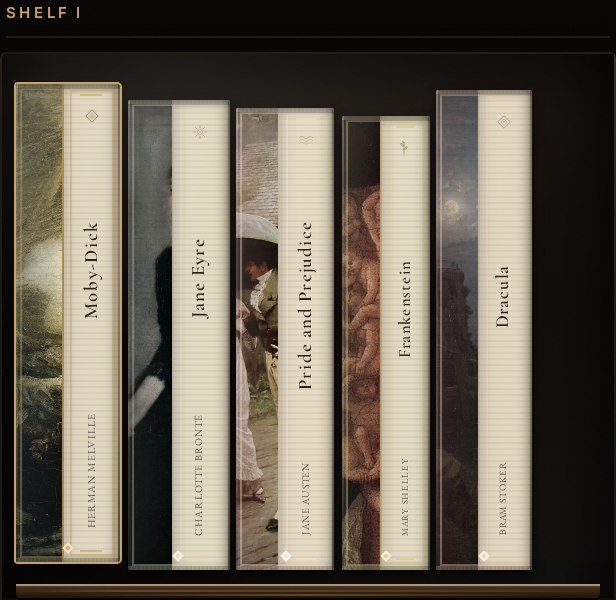 SHELF I
Moby-Dick
HERMAN MELVILLE
Jane Eyre
CHARLOTTE BRONTË
Pride and Prejudice
JANE AUSTEN
Frankenstein
MARY SHELLEY
Dracula
BRAM STOKER